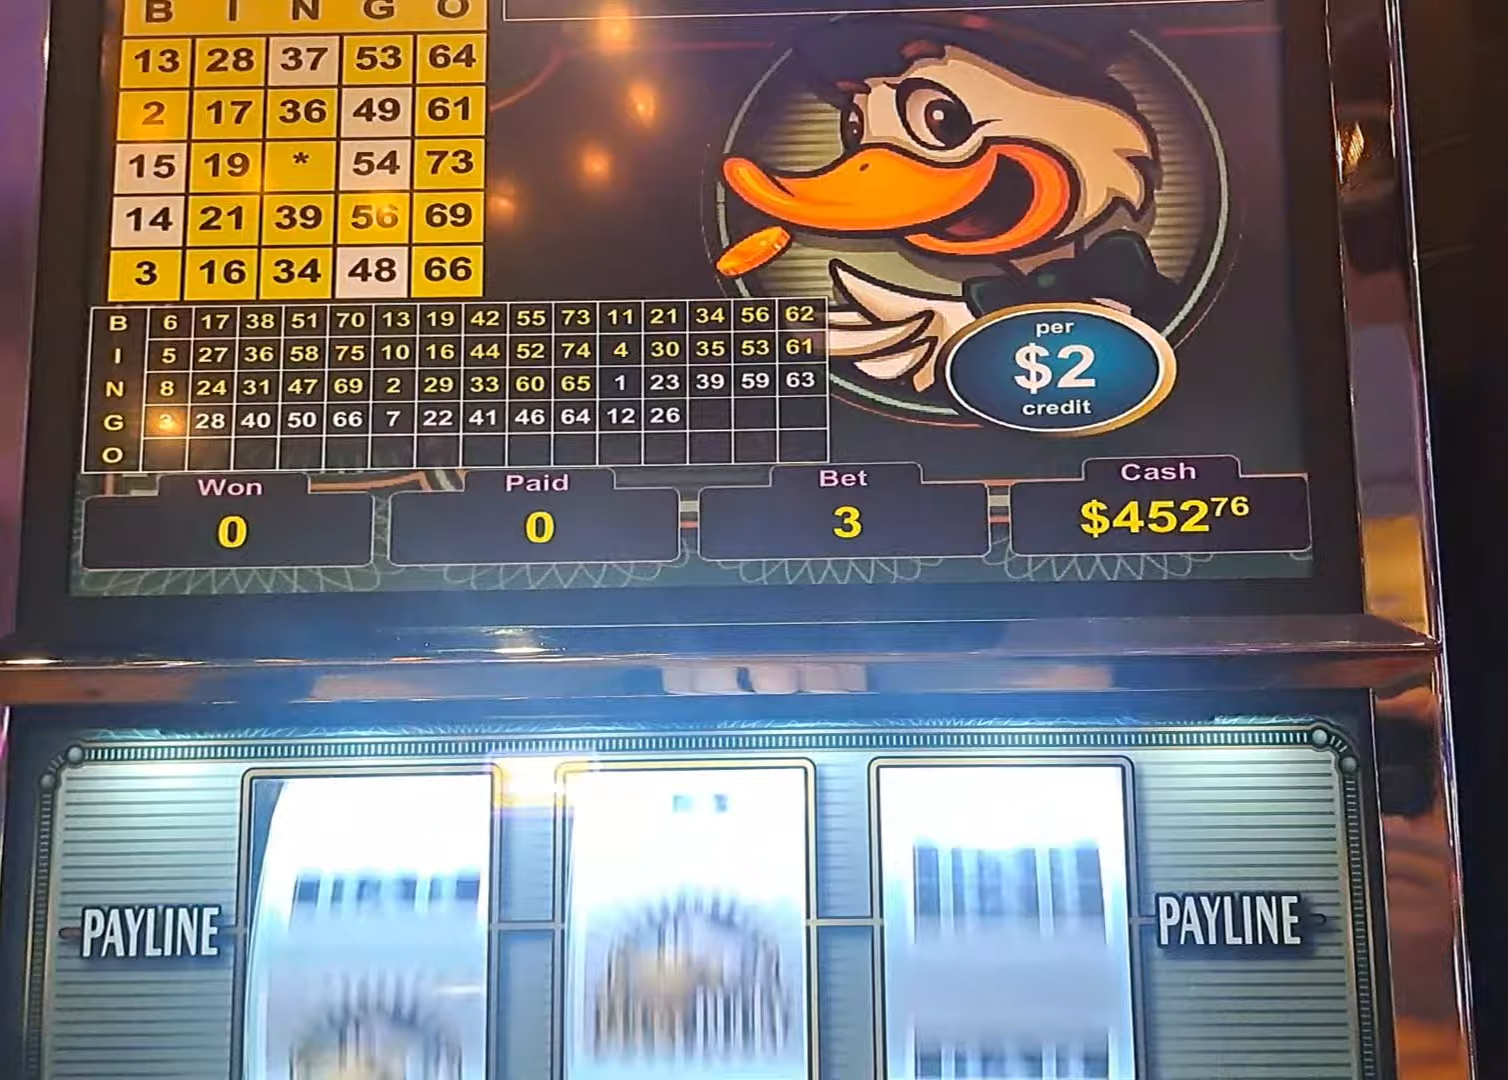 B I N G O
13 28 37 53 64
2 17 36 49 61
15 19 * 54 73
14 21 39 56 69
3 16 34 48 66
B 6 17 38 51 70 13 19 42 55 73 11 21 34 56 62
I 5 27 36 58 75 10 16 44 52 74 4 30 35 53 61
N 8 24 31 47 69 2 29 33 60 65 1 23 39 59 63
G 3 28 40 50 66 7 22 41 46 64 12 26
O
per
$2
credit
Won Paid Bet Cash
0 0 3 $452 76
PAYLINE PAYLINE